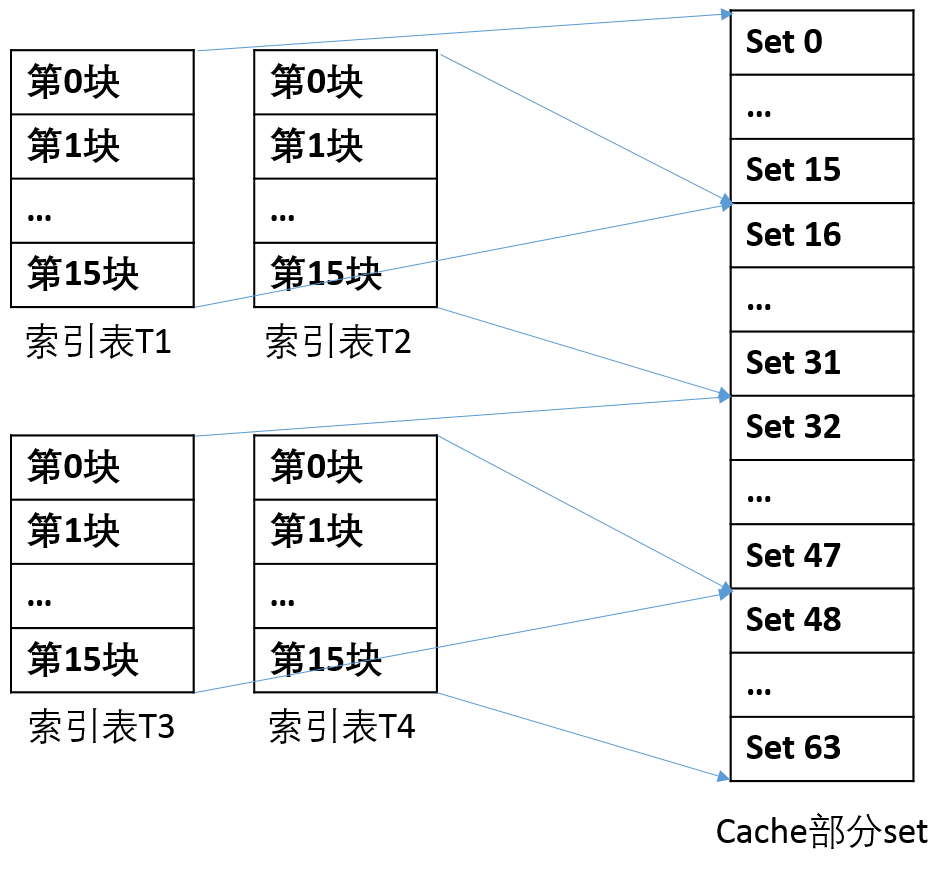 第0块
第1块
...
第15块
索引表T1
第0块
第1块
...
第15块
索引表T2
第0块
第1块
...
第15块
索引表T3
第0块
第1块
...
第15块
索引表T4
Set 0
...
Set 15
Set 16
...
Set 31
Set 32
...
Set 47
Set 48
...
Set 63
Cache部分set